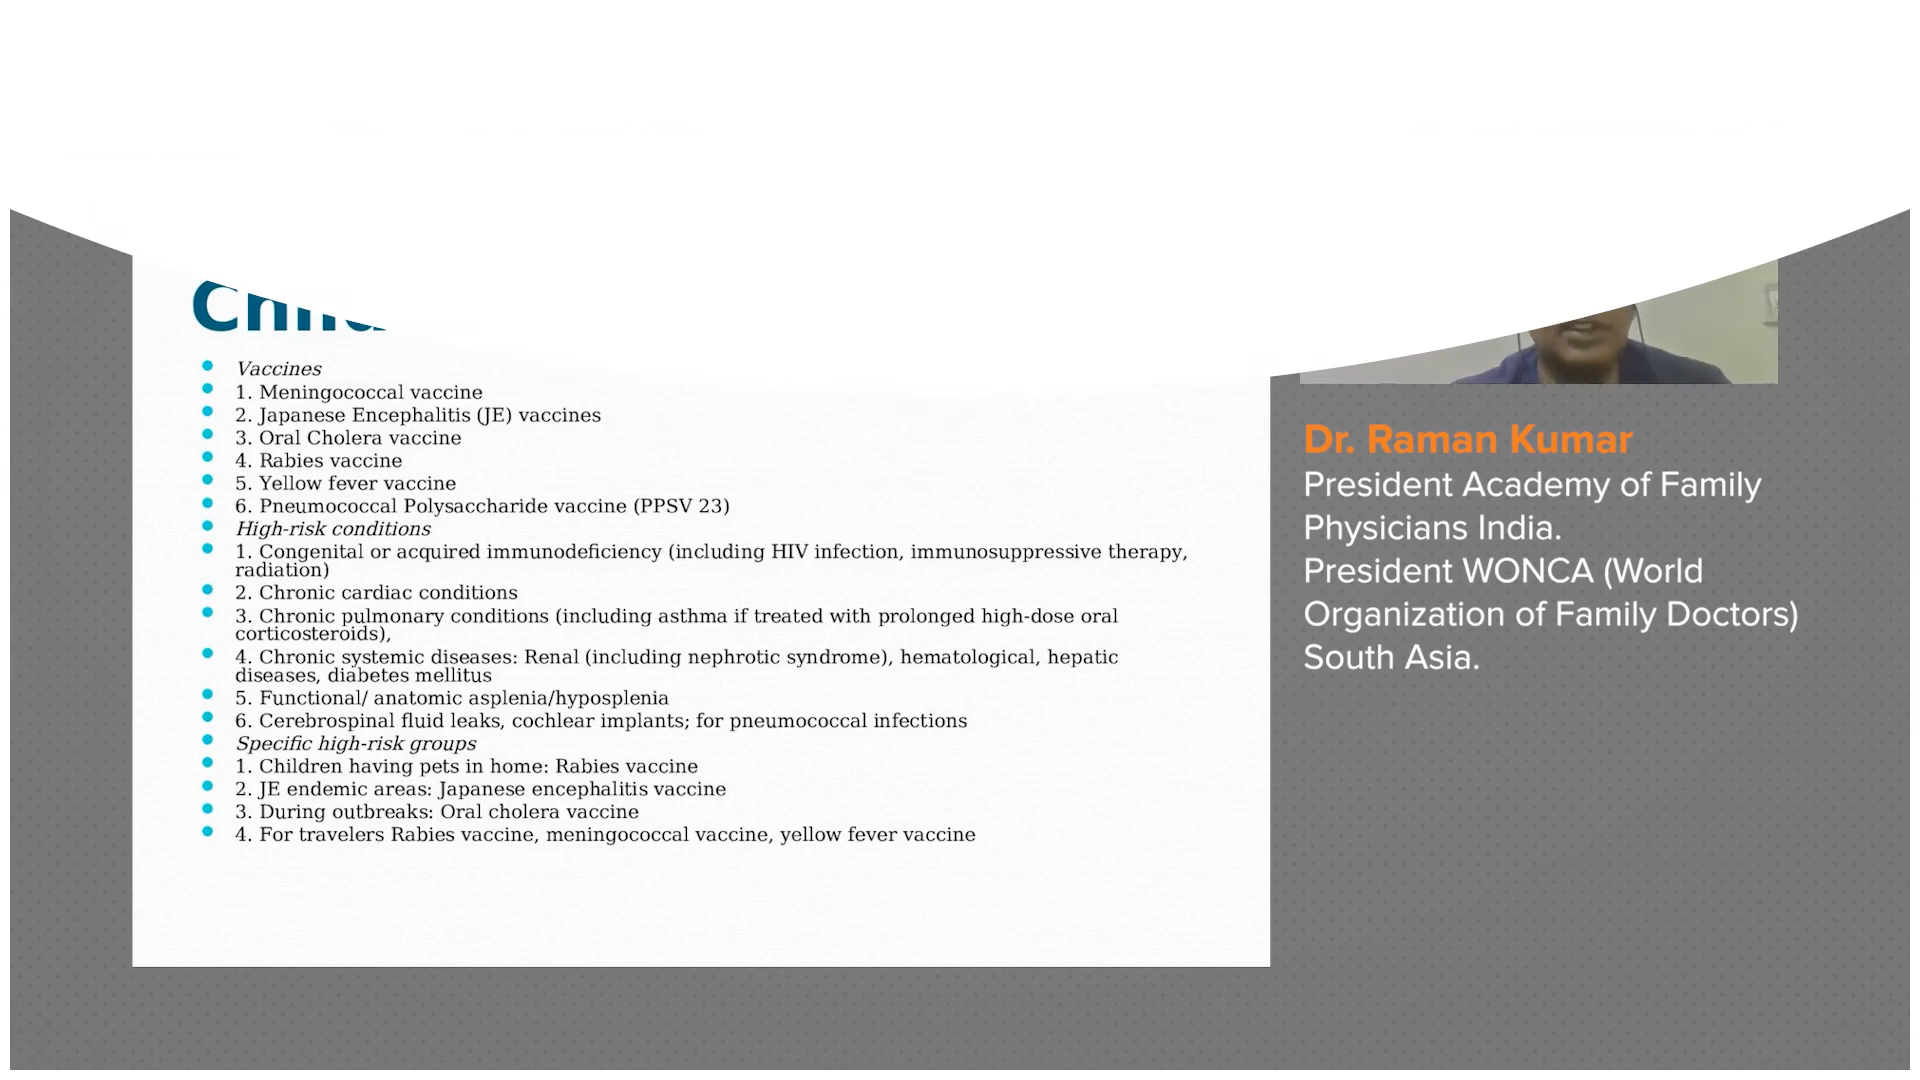 Vaccines
1. Meningococcal vaccine
2. Japanese Encephalitis (JE) vaccines
3. Oral Cholera vaccine
4. Rabies vaccine
5. Yellow fever vaccine
6. Pneumococcal Polysaccharide vaccine (PPSV 23)
High-risk conditions
1. Congenital or acquired immunodeficiency (including HIV infection, immunosuppressive therapy,
radiation)
2. Chronic cardiac conditions
3. Chronic pulmonary conditions (including asthma if treated with prolonged high-dose oral
corticosteroids),
4. Chronic systemic diseases: Renal (including nephrotic syndrome), hematological, hepatic
diseases, diabetes mellitus
5. Functional/ anatomic asplenia/hyposplenia
6. Cerebrospinal fluid leaks, cochlear implants; for pneumococcal infections
Specific high-risk groups
1. Children having pets in home: Rabies vaccine
2. JE endemic areas: Japanese encephalitis vaccine
3. During outbreaks: Oral cholera vaccine
4. For travelers Rabies vaccine, meningococcal vaccine, yellow fever vaccine
Dr. Raman Kumar
President Academy of Family
Physicians India.
President WONCA (World
Organization of Family Doctors)
South Asia.